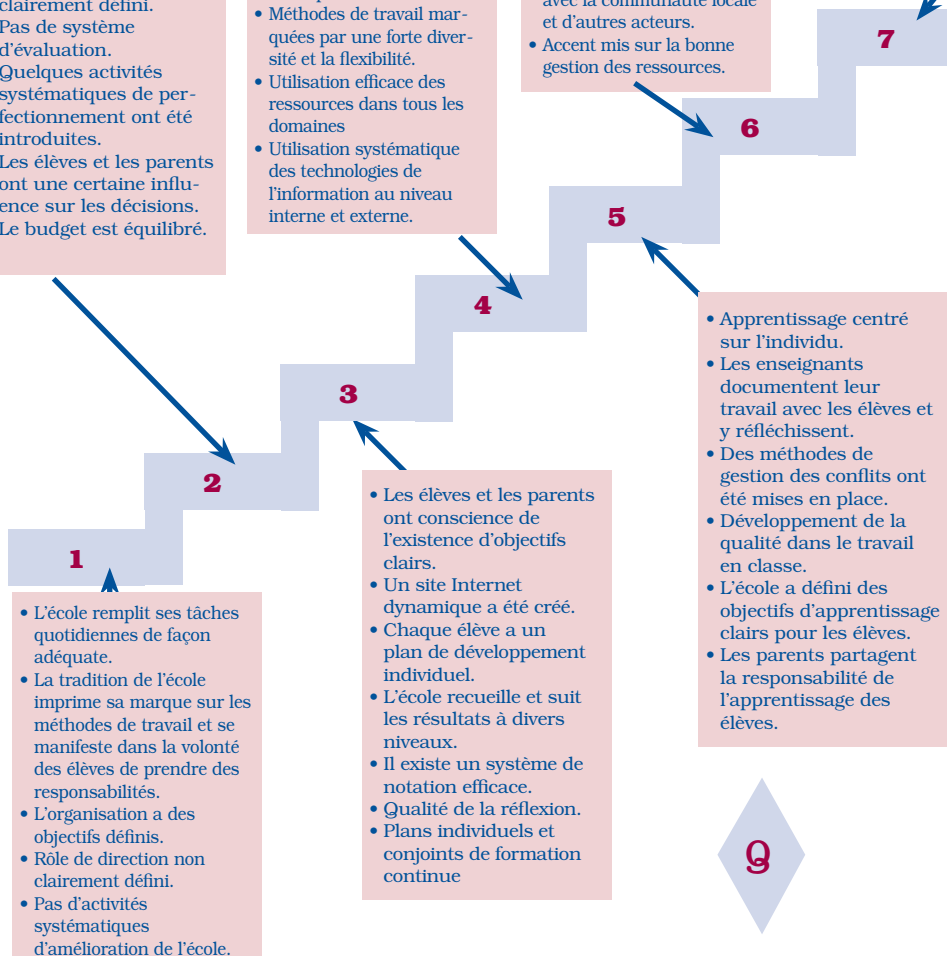 clairement défini.
Pas de système
d'évaluation.
Quelques activités
systématiques de per-
fectionnement ont été
introduites.
Les élèves et les parents
ont une certaine influ-
ence sur les décisions.
Le budget est équilibré.
• Méthodes de travail mar-
quées par une forte diver-
sité et la flexibilité.
• Utilisation efficace des
ressources dans tous les
domaines
• Utilisation systématique
des technologies de
l'information au niveau
interne et externe.
avec la communauté locale
et d'autres acteurs.
• Accent mis sur la bonne
gestion des ressources.
7
6
5
4
3
2
1
• Apprentissage centré
sur l'individu.
• Les enseignants
documentent leur
travail avec les élèves et
y réfléchissent.
• Des méthodes de
gestion des conflits ont
été mises en place.
• Développement de la
qualité dans le travail
en classe.
• L'école a défini des
objectifs d'apprentissage
clairs pour les élèves.
• Les parents partagent
la responsabilité de
l'apprentissage des
élèves.
• Les élèves et les parents
ont conscience de
l'existence d'objectifs
clairs.
• Un site Internet
dynamique a été créé.
• Chaque élève a un
plan de développement
individuel.
• L'école recueille et suit
les résultats à divers
niveaux.
• Il existe un système de
notation efficace.
• Qualité de la réflexion.
• Plans individuels et
conjoints de formation
continue
• L'école remplit ses tâches
quotidiennes de façon
adéquate.
• La tradition de l'école
imprime sa marque sur les
méthodes de travail et se
manifeste dans la volonté
des élèves de prendre des
responsabilités.
• L'organisation a des
objectifs définis.
• Rôle de direction non
clairement défini.
• Pas d'activités
systématiques
d'amélioration de l'école.
Q